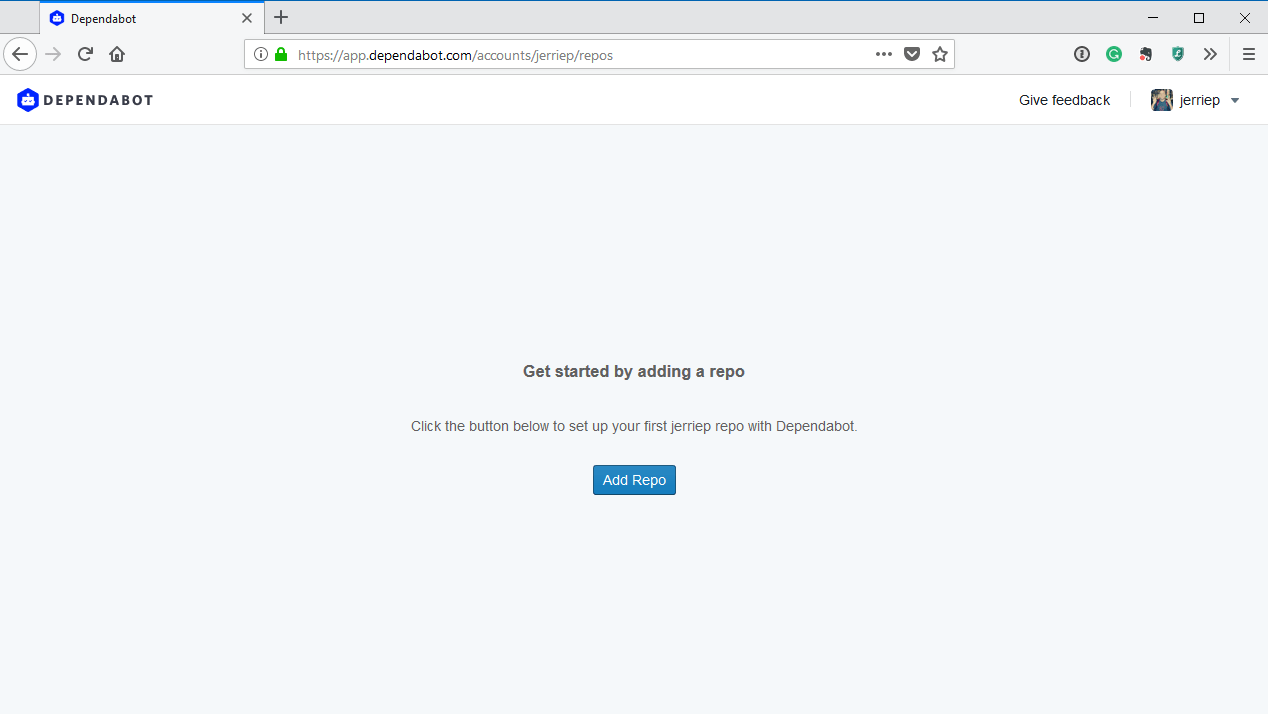 Dependabot
https://app.dependabot.com/accounts/jerriep/repos
DEPENDABOT
Give feedback
jerriep
Get started by adding a repo
Click the button below to set up your first jerriep repo with Dependabot.
Add Repo